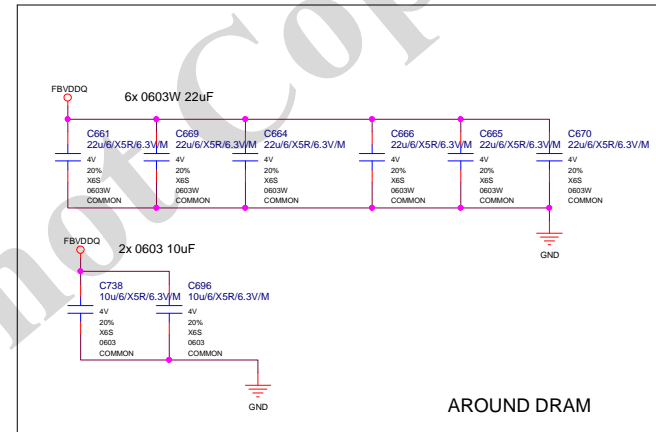 FBVDDQ
6x 0603W 22uF
C661
22u/6/X5R/6.3V/M
4V
20%
X6S
0603W
COMMON
C669
22u/6/X5R/6.3V/M
4V
20%
X6S
0603W
COMMON
C664
22u/6/X5R/6.3V/M
4V
20%
X6S
0603W
COMMON
C666
22u/6/X5R/6.3V/M
4V
20%
X6S
0603W
COMMON
C665
22u/6/X5R/6.3V/M
4V
20%
X6S
0603W
COMMON
C670
22u/6/X5R/6.3V/M
4V
20%
X6S
0603W
COMMON
GND
FBVDDQ
2x 0603 10uF
C738
10u/6/X5R/6.3V/M
4V
20%
X6S
0603
COMMON
C696
10u/6/X5R/6.3V/M
4V
20%
X6S
0603
COMMON
GND
AROUND DRAM
not Cop